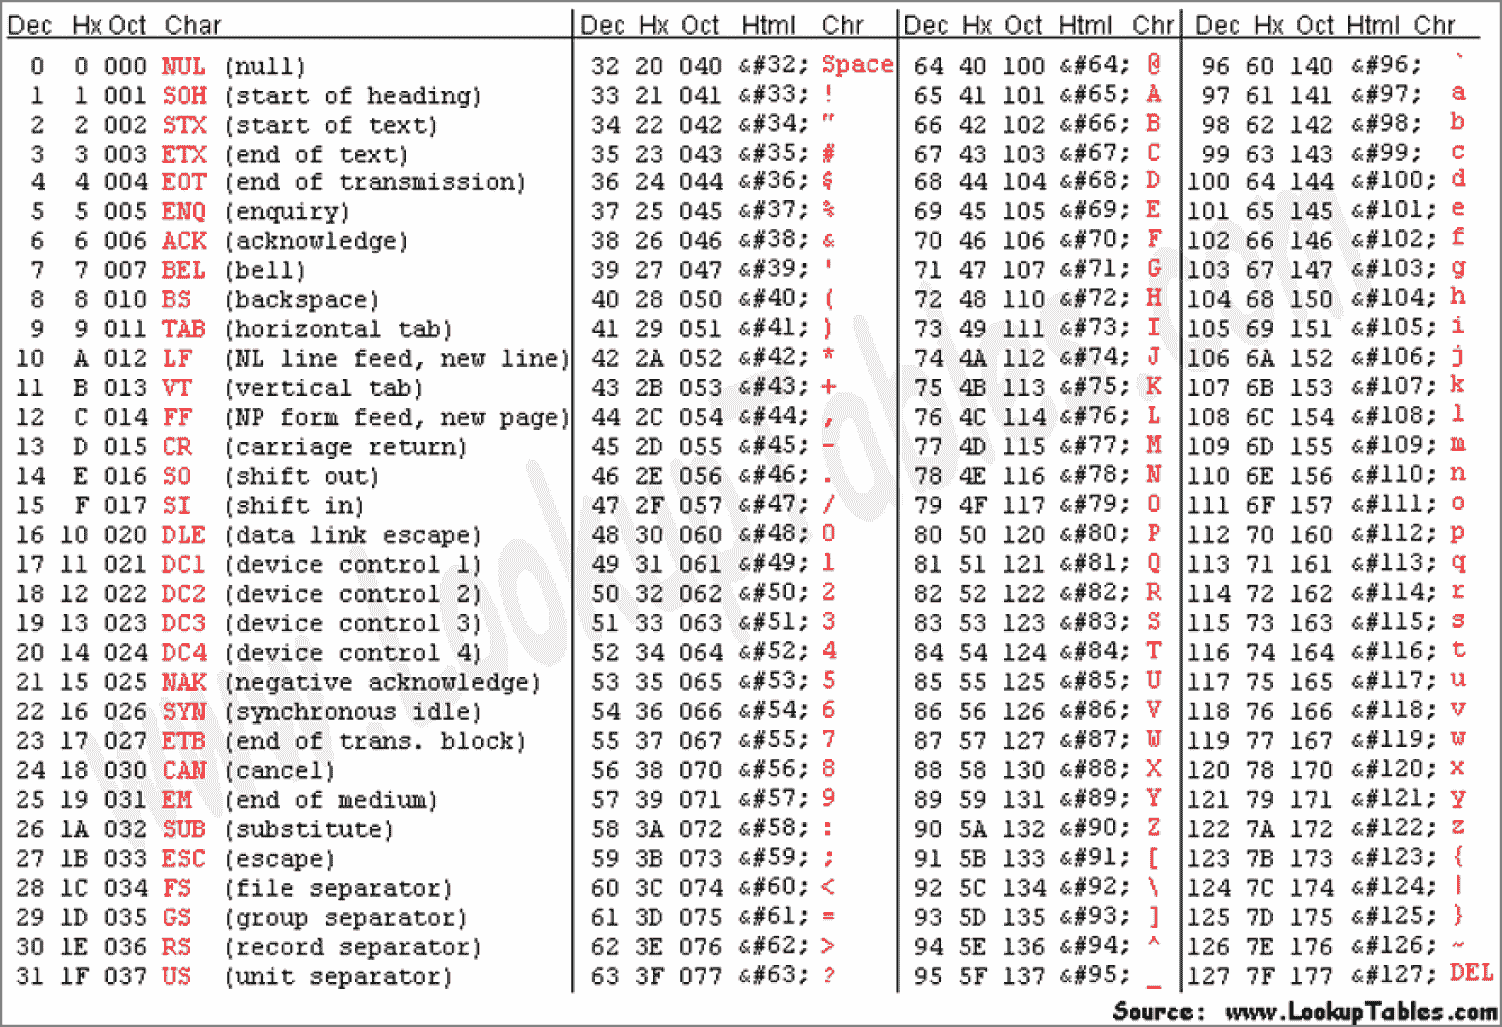 Dec Hx Oct Char Dec Hx Oct Html Chr Dec Hx Oct Html Chr Dec Hx Oct Html Chr
0 0 000 NUL (null) 32 20 040 &#32; Space 64 40 100 &#64; @ 96 60 140 &#96; `
1 1 001 SOH (start of heading) 33 21 041 &#33; ! 65 41 101 &#65; A 97 61 141 &#97; a
2 2 002 STX (start of text) 34 22 042 &#34; " 66 42 102 &#66; B 98 62 142 &#98; b
3 3 003 ETX (end of text) 35 23 043 &#35; # 67 43 103 &#67; C 99 63 143 &#99; c
4 4 004 EOT (end of transmission) 36 24 044 &#36; $ 68 44 104 &#68; D 100 64 144 &#100; d
5 5 005 ENQ (enquiry) 37 25 045 &#37; % 69 45 105 &#69; E 101 65 145 &#101; e
6 6 006 ACK (acknowledge) 38 26 046 &#38; & 70 46 106 &#70; F 102 66 146 &#102; f
7 7 007 BEL (bell) 39 27 047 &#39; ' 71 47 107 &#71; G 103 67 147 &#103; g
8 8 010 BS (backspace) 40 28 050 &#40; ( 72 48 110 &#72; H 104 68 150 &#104; h
9 9 011 TAB (horizontal tab) 41 29 051 &#41; ) 73 49 111 &#73; I 105 69 151 &#105; i
10 A 012 LF (NL line feed, new line) 42 2A 052 &#42; * 74 4A 112 &#74; J 106 6A 152 &#106; j
11 B 013 VT (vertical tab) 43 2B 053 &#43; + 75 4B 113 &#75; K 107 6B 153 &#107; k
12 C 014 FF (NP form feed, new page) 44 2C 054 &#44; , 76 4C 114 &#76; L 108 6C 154 &#108; l
13 D 015 CR (carriage return) 45 2D 055 &#45; - 77 4D 115 &#77; M 109 6D 155 &#109; m
14 E 016 SO (shift out) 46 2E 056 &#46; . 78 4E 116 &#78; N 110 6E 156 &#110; n
15 F 017 SI (shift in) 47 2F 057 &#47; / 79 4F 117 &#79; O 111 6F 157 &#111; o
16 10 020 DLE (data link escape) 48 30 060 &#48; 0 80 50 120 &#80; P 112 70 160 &#112; p
17 11 021 DC1 (device control 1) 49 31 061 &#49; 1 81 51 121 &#81; Q 113 71 161 &#113; q
18 12 022 DC2 (device control 2) 50 32 062 &#50; 2 82 52 122 &#82; R 114 72 162 &#114; r
19 13 023 DC3 (device control 3) 51 33 063 &#51; 3 83 53 123 &#83; S 115 73 163 &#115; s
20 14 024 DC4 (device control 4) 52 34 064 &#52; 4 84 54 124 &#84; T 116 74 164 &#116; t
21 15 025 NAK (negative acknowledge) 53 35 065 &#53; 5 85 55 125 &#85; U 117 75 165 &#117; u
22 16 026 SYN (synchronous idle) 54 36 066 &#54; 6 86 56 126 &#86; V 118 76 166 &#118; v
23 17 027 ETB (end of trans. block) 55 37 067 &#55; 7 87 57 127 &#87; W 119 77 167 &#119; w
24 18 030 CAN (cancel) 56 38 070 &#56; 8 88 58 130 &#88; X 120 78 170 &#120; x
25 19 031 EM (end of medium) 57 39 071 &#57; 9 89 59 131 &#89; Y 121 79 171 &#121; y
26 1A 032 SUB (substitute) 58 3A 072 &#58; : 90 5A 132 &#90; Z 122 7A 172 &#122; z
27 1B 033 ESC (escape) 59 3B 073 &#59; ; 91 5B 133 &#91; [ 123 7B 173 &#123; {
28 1C 034 FS (file separator) 60 3C 074 &#60; < 92 5C 134 &#92; \ 124 7C 174 &#124; |
29 1D 035 GS (group separator) 61 3D 075 &#61; = 93 5D 135 &#93; ] 125 7D 175 &#125; }
30 1E 036 RS (record separator) 62 3E 076 &#62; > 94 5E 136 &#94; ^ 126 7E 176 &#126; ~
31 1F 037 US (unit separator) 63 3F 077 &#63; ? 95 5F 137 &#95; _ 127 7F 177 &#127; DEL
www.LookupTables.com
Source: www.LookupTables.com